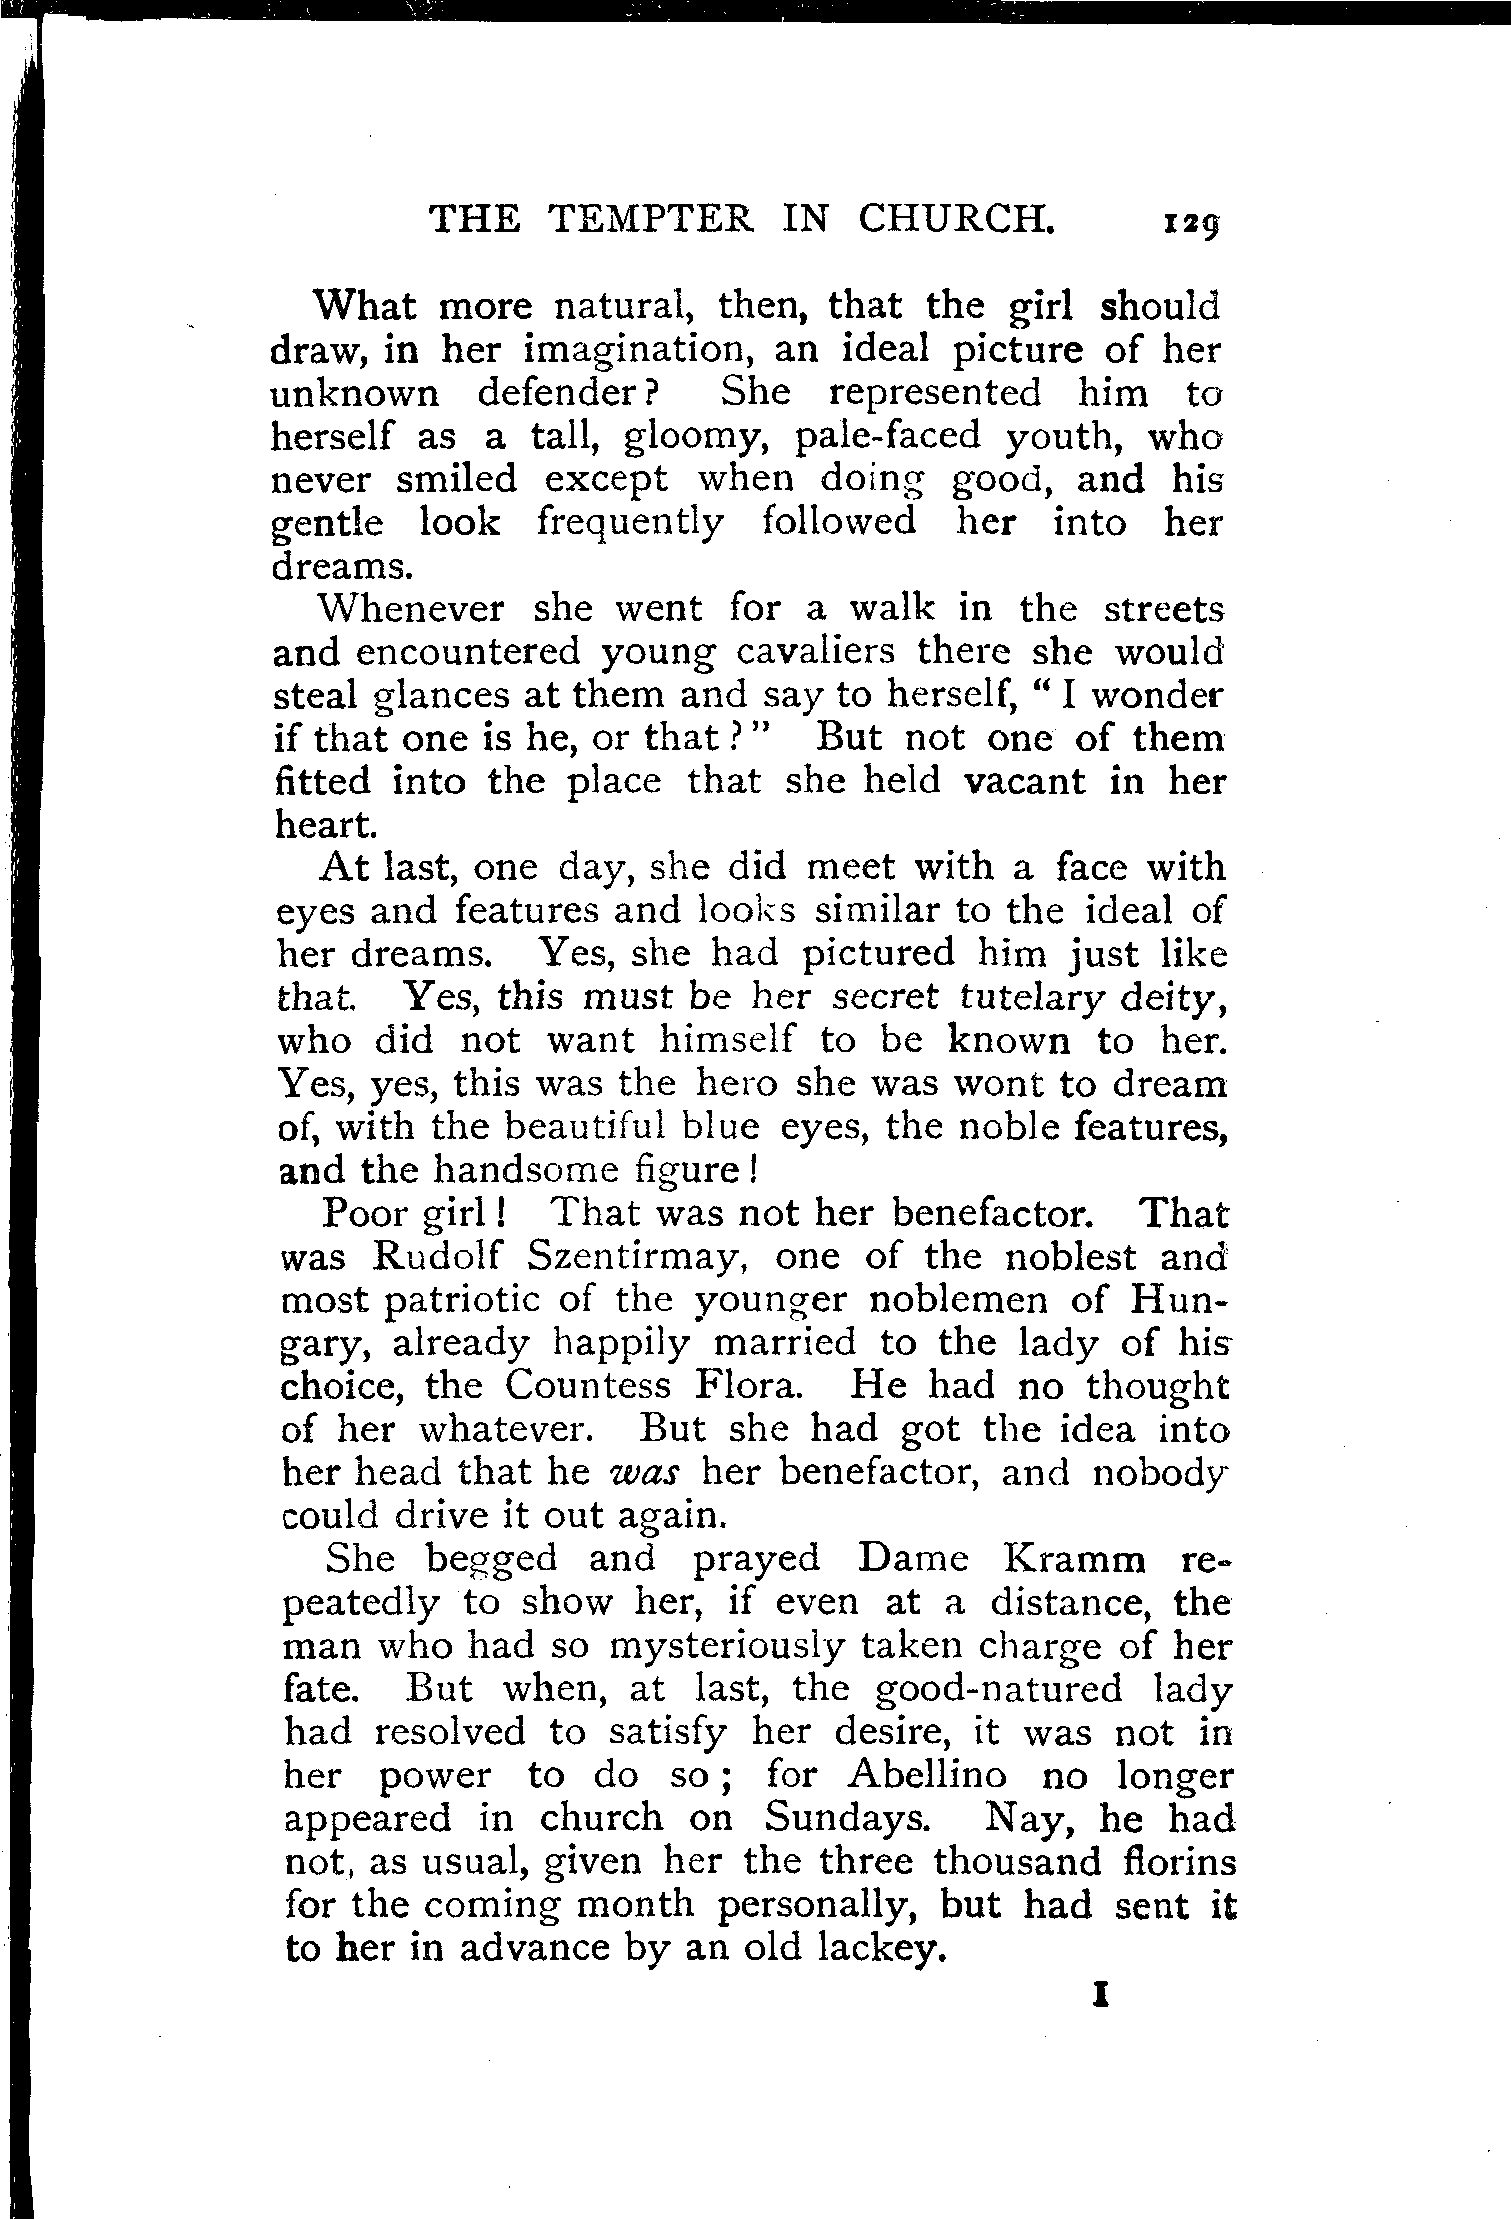 THE TEMPTER IN CHURCH. 129
What more natural, then, that the girl should
draw, in her imagination, an ideal picture of her
unknown defender? She represented him to
herself as a tall, gloomy, pale-faced youth, who
never smiled except when doing good, and his
gentle look frequently followed her into her
dreams.
Whenever she went for a walk in the streets
and encountered young cavaliers there she would
steal glances at them and say to herself, " I wonder
if that one is he, or that ? " But not one of them
fitted into the place that she held vacant in her
heart.
At last, one day, she did meet with a face with
eyes and features and looks similar to the ideal of
her dreams. Yes, she had pictured him just like
that. Yes, this must be her secret tutelary deity,
who did not want himself to be known to her.
Yes, yes, this was the hero she was wont to dream
of, with the beautiful blue eyes, the noble features,
and the handsome figure !
Poor girl ! That was not her benefactor. That
was Rudolf Szentirmay, one of the noblest and
most patriotic of the younger noblemen of Hun-
gary, already happily married to the lady of his
choice, the Countess Flora. He had no thought
of her whatever. But she had got the idea into
her head that he was her benefactor, and nobody
could drive it out again.
She begged and prayed Dame Kramm re-
peatedly to show her, if even at a distance, the
man who had so mysteriously taken charge of her
fate. But when, at last, the good-natured lady
had resolved to satisfy her desire, it was not in
her power to do so ; for Abellino no longer
appeared in church on Sundays. Nay, he had
not, as usual, given her the three thousand florins
for the coming month personally, but had sent it
to her in advance by an old lackey.
I